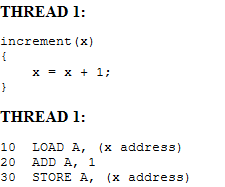 THREAD 1:
increment(x)
{
    x = x + 1;
}
THREAD 1:
10  LOAD A, (x address)
20  ADD A, 1
30  STORE A, (x address)